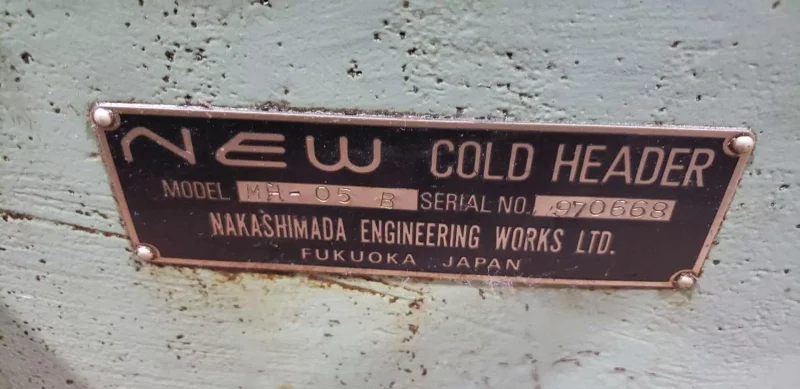 NEW COLD HEADER
MODEL MH-05 B SERIAL NO. 970668
NAKASHIMADA ENGINEERING WORKS LTD.
FUKUOKA JAPAN